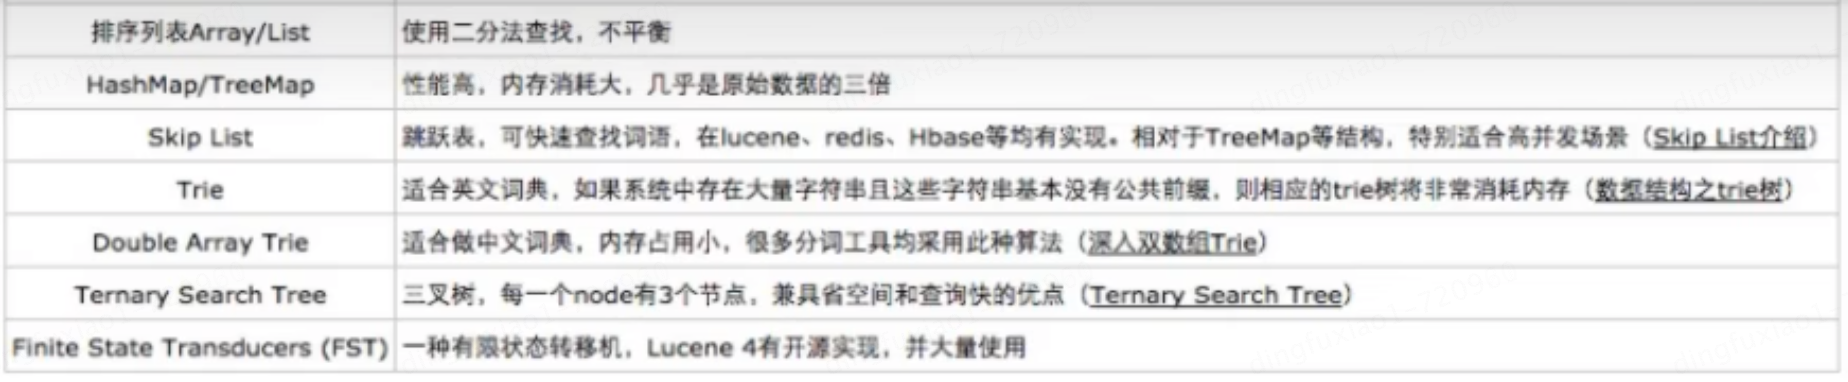 排序列表Array/List 使用二分法查找，不平衡
HashMap/TreeMap 性能高，内存消耗大，几乎是原始数据的三倍
Skip List 跳跃表，可快速查找词语，在lucene、redis、Hbase等均有实现。相对于TreeMap等结构，特别适合高并发场景（Skip List介绍）
Trie 适合英文词典，如果系统中存在大量字符串且这些字符串基本没有公共前缀，则相应的trie树将非常消耗内存（数据结构之trie树）
Double Array Trie 适合做中文词典，内存占用小，很多分词工具均采用此种算法（深入双数组Trie）
Ternary Search Tree 三叉树，每一个node有3个节点，兼具省空间和查询快的优点（Ternary Search Tree）
Finite State Transducers (FST) 一种有限状态转移机，Lucene 4有开源实现，并大量使用